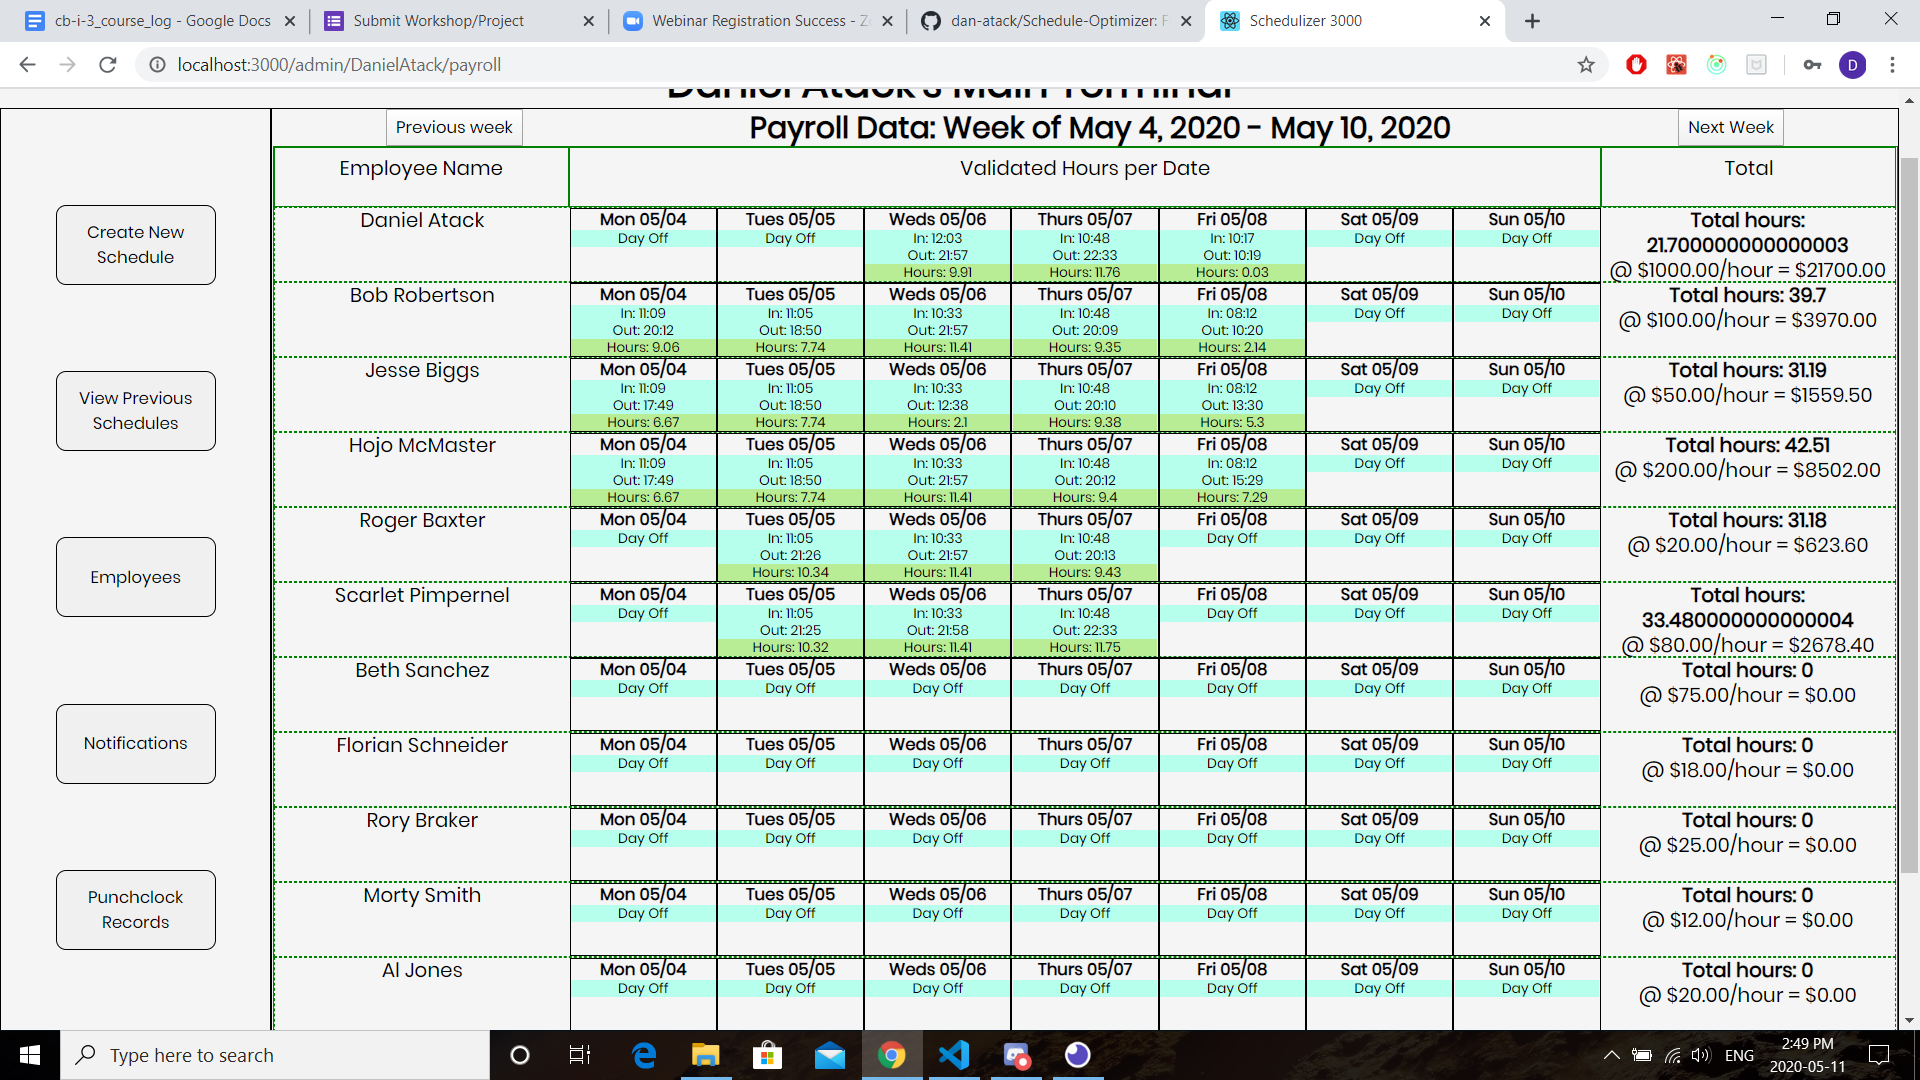 cb-i-3_course_log - Google Docs
Submit Workshop/Project
Webinar Registration Success - Z
dan-atack/Schedule-Optimizer: F
Schedulizer 3000
localhost:3000/admin/DanielAtack/payroll
D
Daniel Atack's Main Terminal
Previous week
Payroll Data: Week of May 4, 2020 - May 10, 2020
Next Week
Employee Name
Validated Hours per Date
Total
Create New
Schedule
View Previous
Schedules
Employees
Notifications
Punchclock
Records
Daniel Atack
Mon 05/04 Tues 05/05 Weds 05/06 Thurs 05/07 Fri 05/08 Sat 05/09 Sun 05/10
Day Off Day Off In: 12:03 In: 10:48 In: 10:17 Day Off Day Off
Out: 21:57 Out: 22:33 Out: 10:19
Hours: 9.91 Hours: 11.76 Hours: 0.03
Total hours:
21.700000000000003
@ $1000.00/hour = $21700.00
Bob Robertson
Mon 05/04 Tues 05/05 Weds 05/06 Thurs 05/07 Fri 05/08 Sat 05/09 Sun 05/10
In: 11:09 In: 11:05 In: 10:33 In: 10:48 In: 08:12 Day Off Day Off
Out: 20:12 Out: 18:50 Out: 21:57 Out: 20:09 Out: 10:20
Hours: 9.06 Hours: 7.74 Hours: 11.41 Hours: 9.35 Hours: 2.14
Total hours: 39.7
@ $100.00/hour = $3970.00
Jesse Biggs
Mon 05/04 Tues 05/05 Weds 05/06 Thurs 05/07 Fri 05/08 Sat 05/09 Sun 05/10
In: 11:09 In: 11:05 In: 10:33 In: 10:48 In: 08:12 Day Off Day Off
Out: 17:49 Out: 18:50 Out: 12:38 Out: 20:10 Out: 13:30
Hours: 6.67 Hours: 7.74 Hours: 2.1 Hours: 9.38 Hours: 5.3
Total hours: 31.19
@ $50.00/hour = $1559.50
Hojo McMaster
Mon 05/04 Tues 05/05 Weds 05/06 Thurs 05/07 Fri 05/08 Sat 05/09 Sun 05/10
In: 11:09 In: 11:05 In: 10:33 In: 10:48 In: 08:12 Day Off Day Off
Out: 17:49 Out: 18:50 Out: 21:57 Out: 20:12 Out: 15:29
Hours: 6.67 Hours: 7.74 Hours: 11.41 Hours: 9.4 Hours: 7.29
Total hours: 42.51
@ $200.00/hour = $8502.00
Roger Baxter
Mon 05/04 Tues 05/05 Weds 05/06 Thurs 05/07 Fri 05/08 Sat 05/09 Sun 05/10
Day Off In: 11:05 In: 10:33 In: 10:48 Day Off Day Off Day Off
Out: 21:26 Out: 21:57 Out: 20:13
Hours: 10.34 Hours: 11.41 Hours: 9.43
Total hours: 31.18
@ $20.00/hour = $623.60
Scarlet Pimpernel
Mon 05/04 Tues 05/05 Weds 05/06 Thurs 05/07 Fri 05/08 Sat 05/09 Sun 05/10
Day Off In: 11:05 In: 10:33 In: 10:48 Day Off Day Off Day Off
Out: 21:25 Out: 21:58 Out: 22:33
Hours: 10.32 Hours: 11.41 Hours: 11.75
Total hours:
33.480000000000004
@ $80.00/hour = $2678.40
Beth Sanchez
Mon 05/04 Tues 05/05 Weds 05/06 Thurs 05/07 Fri 05/08 Sat 05/09 Sun 05/10
Day Off Day Off Day Off Day Off Day Off Day Off Day Off
Total hours: 0
@ $75.00/hour = $0.00
Florian Schneider
Mon 05/04 Tues 05/05 Weds 05/06 Thurs 05/07 Fri 05/08 Sat 05/09 Sun 05/10
Day Off Day Off Day Off Day Off Day Off Day Off Day Off
Total hours: 0
@ $18.00/hour = $0.00
Rory Braker
Mon 05/04 Tues 05/05 Weds 05/06 Thurs 05/07 Fri 05/08 Sat 05/09 Sun 05/10
Day Off Day Off Day Off Day Off Day Off Day Off Day Off
Total hours: 0
@ $25.00/hour = $0.00
Morty Smith
Mon 05/04 Tues 05/05 Weds 05/06 Thurs 05/07 Fri 05/08 Sat 05/09 Sun 05/10
Day Off Day Off Day Off Day Off Day Off Day Off Day Off
Total hours: 0
@ $12.00/hour = $0.00
Al Jones
Mon 05/04 Tues 05/05 Weds 05/06 Thurs 05/07 Fri 05/08 Sat 05/09 Sun 05/10
Day Off Day Off Day Off Day Off Day Off Day Off Day Off
Total hours: 0
@ $20.00/hour = $0.00
Type here to search
ENG
2:49 PM
2020-05-11